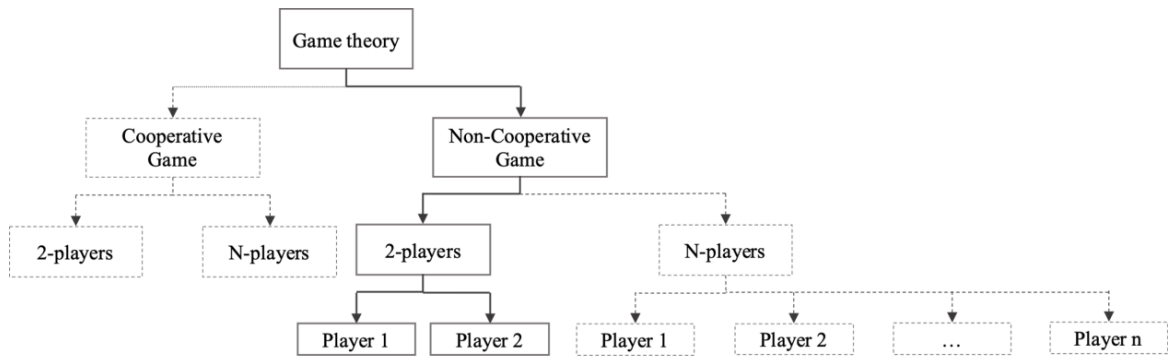 Game theory
Cooperative
Game
Non-Cooperative
Game
2-players
N-players
2-players
N-players
Player 1
Player 2
Player 1
Player 2
…
Player n